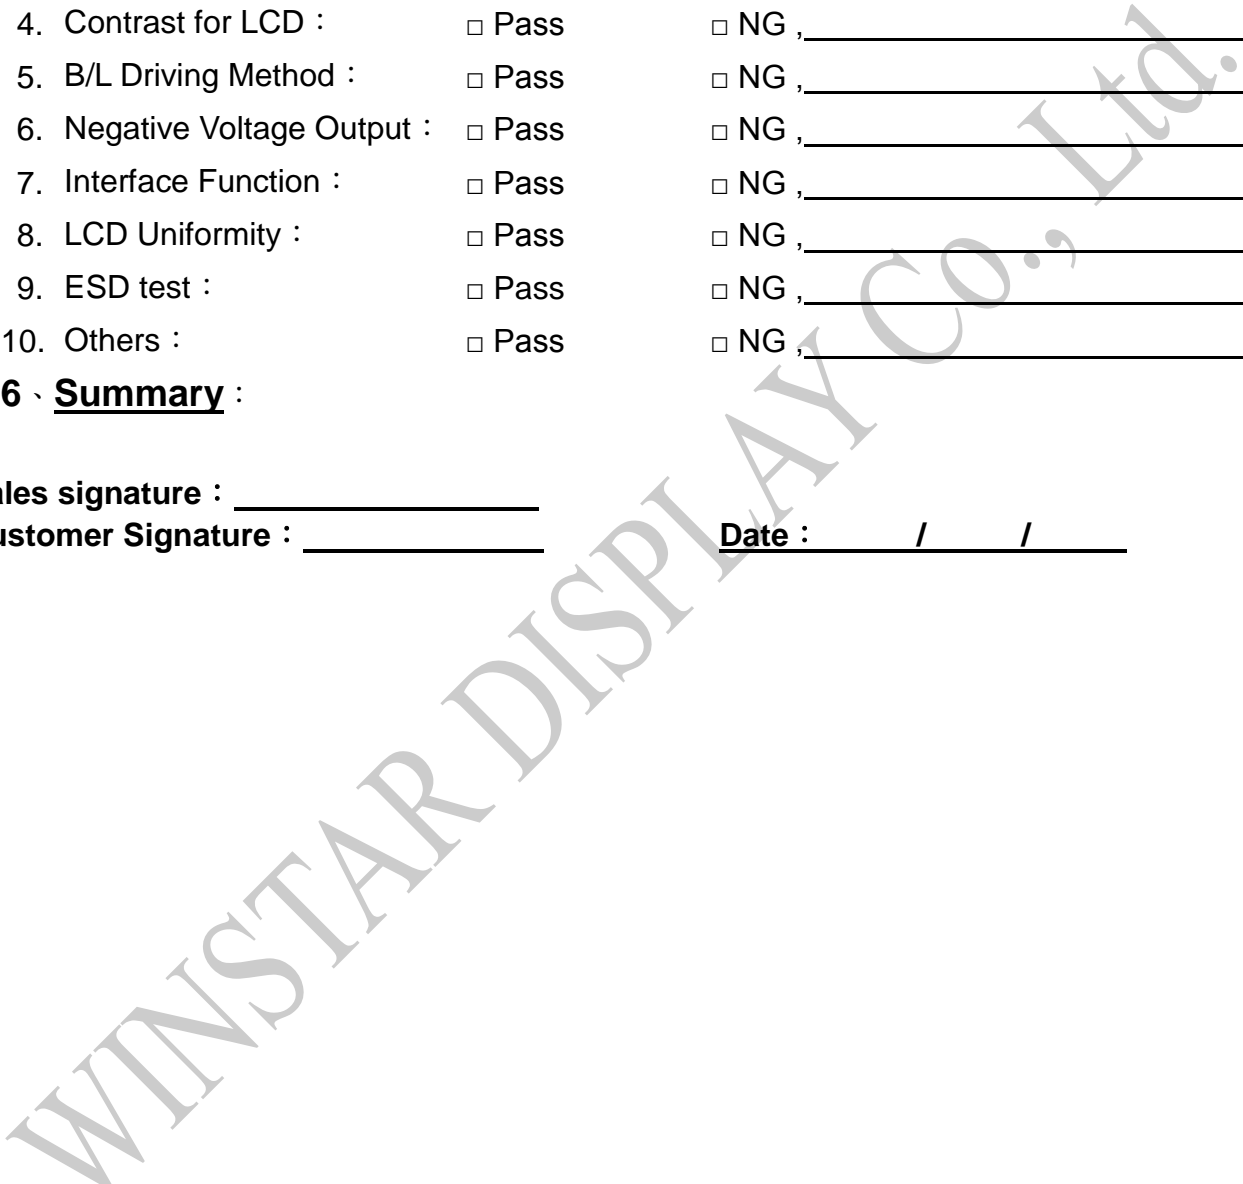 4. Contrast for LCD： □ Pass □ NG ,
5. B/L Driving Method： □ Pass □ NG ,
6. Negative Voltage Output： □ Pass □ NG ,
7. Interface Function： □ Pass □ NG ,
8. LCD Uniformity： □ Pass □ NG ,
9. ESD test： □ Pass □ NG ,
10. Others： □ Pass □ NG ,
6、Summary：
ales signature：
ustomer Signature： Date： / /
WINSTAR DISPLAY Co., Ltd.